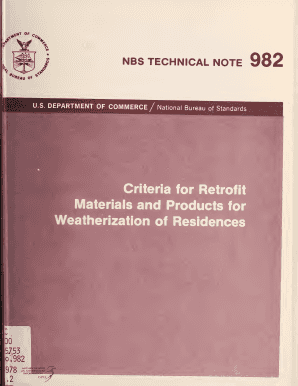 NBS TECHNICAL NOTE 982
U.S. DEPARTMENT OF COMMERCE / National Bureau of Standards
Criteria for Retrofit
Materials and Products for
Weatherization of Residences